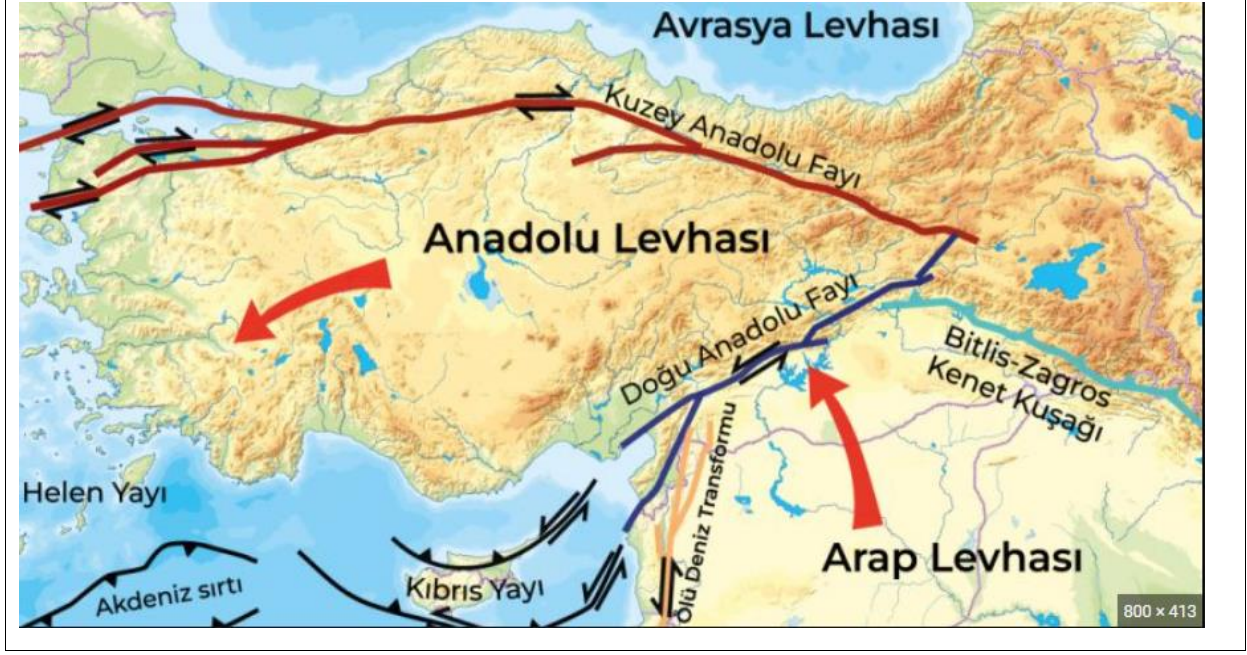 Avrasya Levhası
Kuzey Anadolu Fayı
Anadolu Levhası
Doğu Anadolu Fayı
Bitlis-Zagros
Kenet Kuşağı
Helen Yayı
Ölü Deniz Transformu
Arap Levhası
Akdeniz sırtı
Kıbrıs Yayı
800 × 413